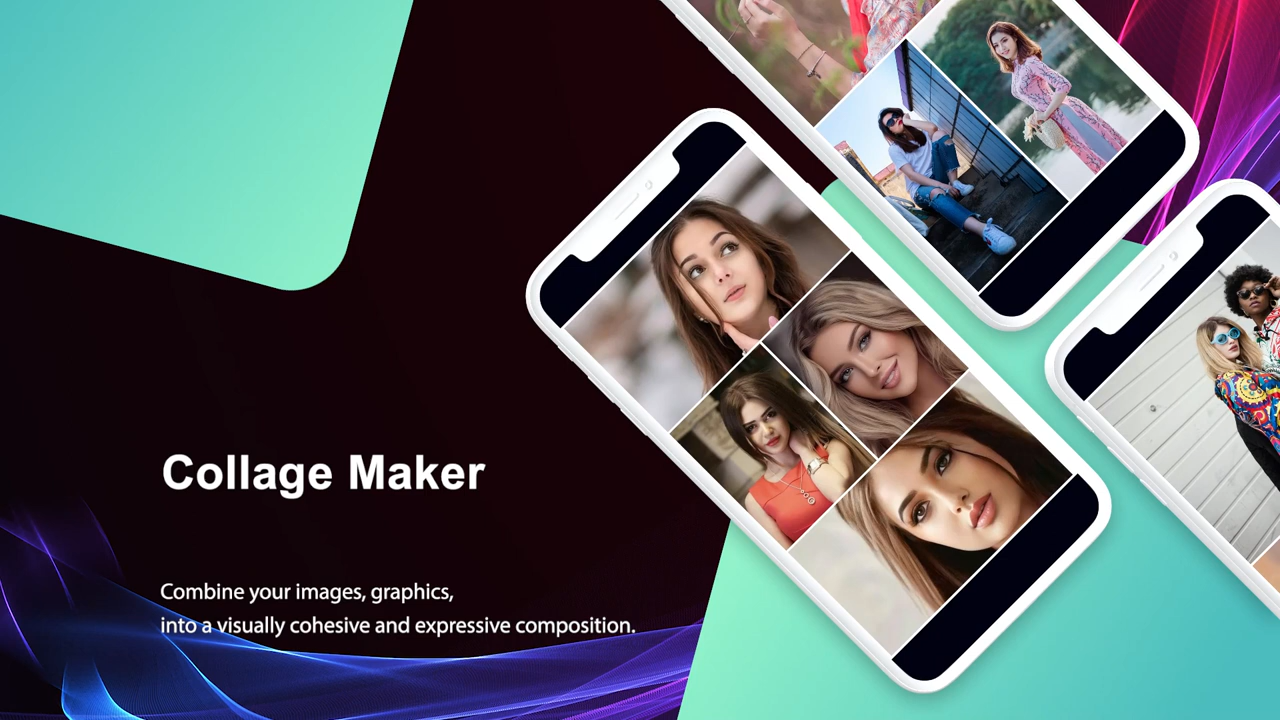 Collage Maker
Combine your images, graphics,
into a visually cohesive and expressive composition.